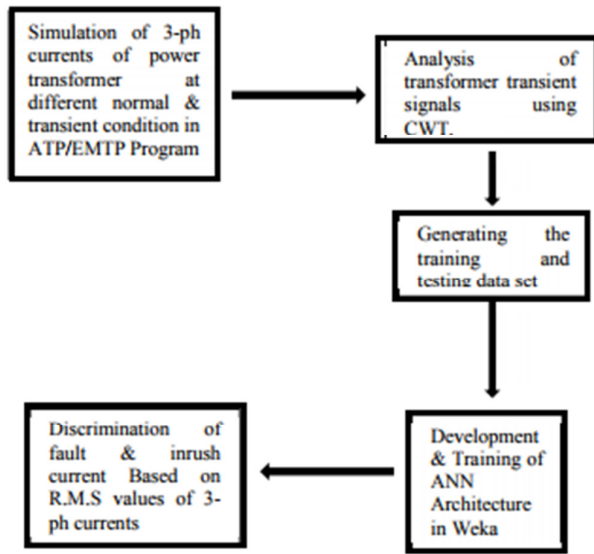 Simulation of 3-ph
currents of power
transformer at
different normal &
transient condition in
ATP/EMTP Program
Analysis of
transformer transient
signals using
CWT.
Generating the
training and
testing data set
Development
& Training of
ANN
Architecture
in Weka
Discrimination of
fault & inrush
current Based on
R.M.S values of 3-
ph currents